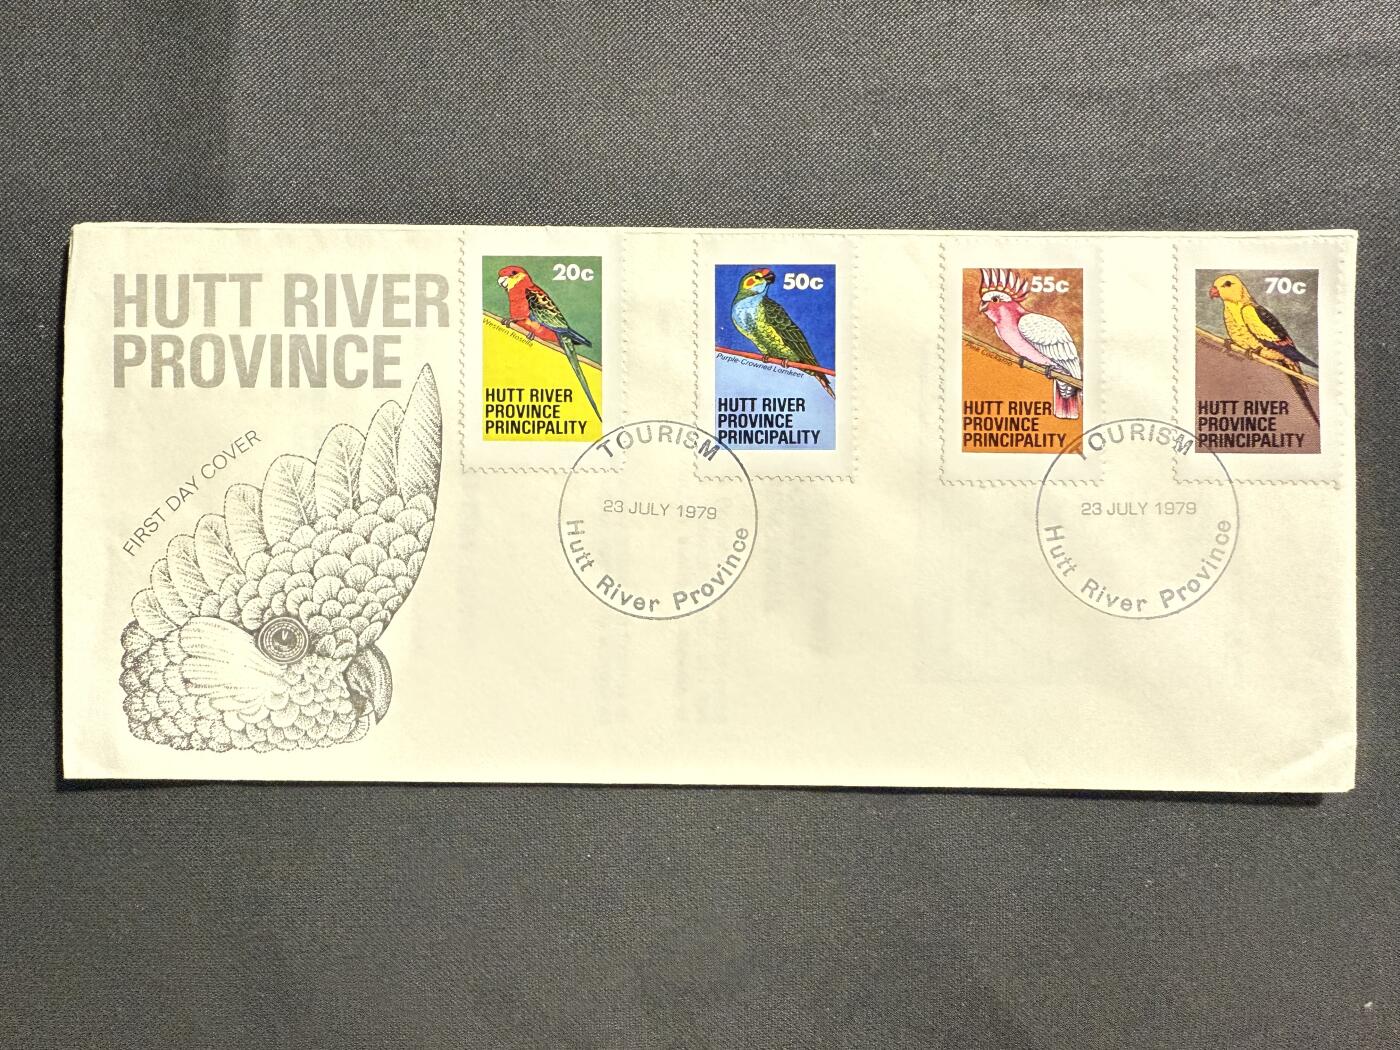 HUTT RIVER
PROVINCE
FIRST DAY COVER
20c
Western Rosella
HUTT RIVER
PROVINCE
PRINCIPALITY
50c
Purple-Crowned Lorikeet
HUTT RIVER
PROVINCE
PRINCIPALITY
55c
Pink Cockatoo
HUTT RIVER
PROVINCE
PRINCIPALITY
70c
HUTT RIVER
PROVINCE
PRINCIPALITY
TOURISM
23 JULY 1979
Hutt River Province
TOURISM
23 JULY 1979
Hutt River Province